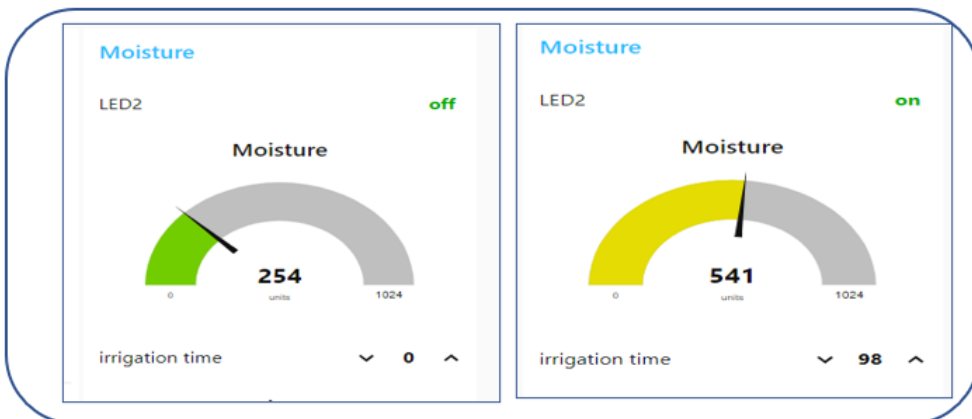 Moisture
LED2 off
Moisture
254
units
0 1024
irrigation time 0
Moisture
LED2 on
Moisture
541
units
0 1024
irrigation time 98